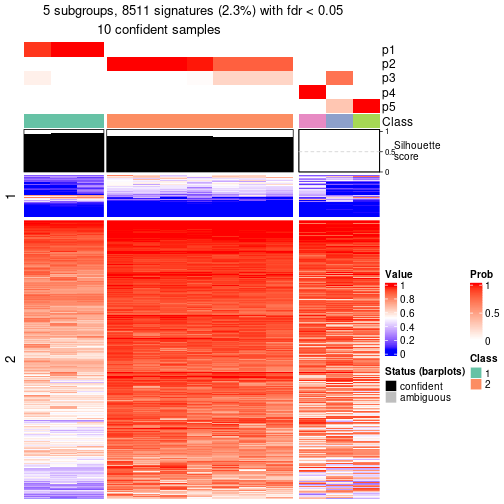 5 subgroups, 8511 signatures (2.3%) with fdr < 0.05
10 confident samples
p1
p2
p3
p4
p5
Class
1
0.5
0
Silhouette
score
1
2
Value
1
0.8
0.6
0.4
0.2
0
Prob
1
0.5
0
Status (barplots)
confident
ambiguous
Class
1
2